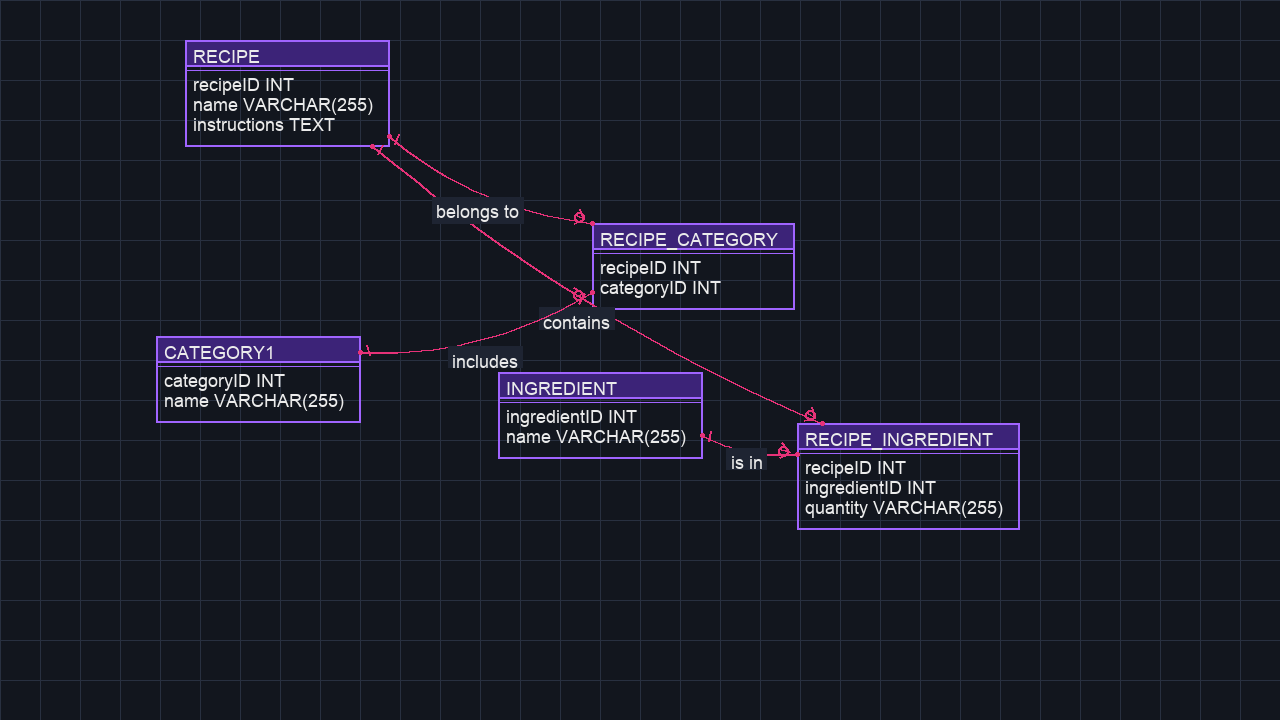 RECIPE
recipeID INT
name VARCHAR(255)
instructions TEXT
belongs to
RECIPE_CATEGORY
recipeID INT
categoryID INT
contains
CATEGORY1
categoryID INT
name VARCHAR(255)
includes
INGREDIENT
ingredientID INT
name VARCHAR(255)
is in
RECIPE_INGREDIENT
recipeID INT
ingredientID INT
quantity VARCHAR(255)